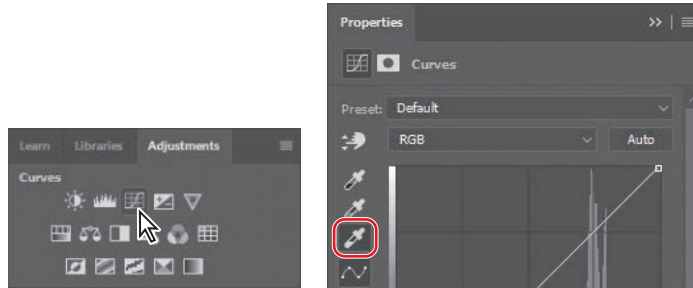 Learn Libraries Adjustments
Curves
Properties
Curves
Preset: Default
RGB Auto